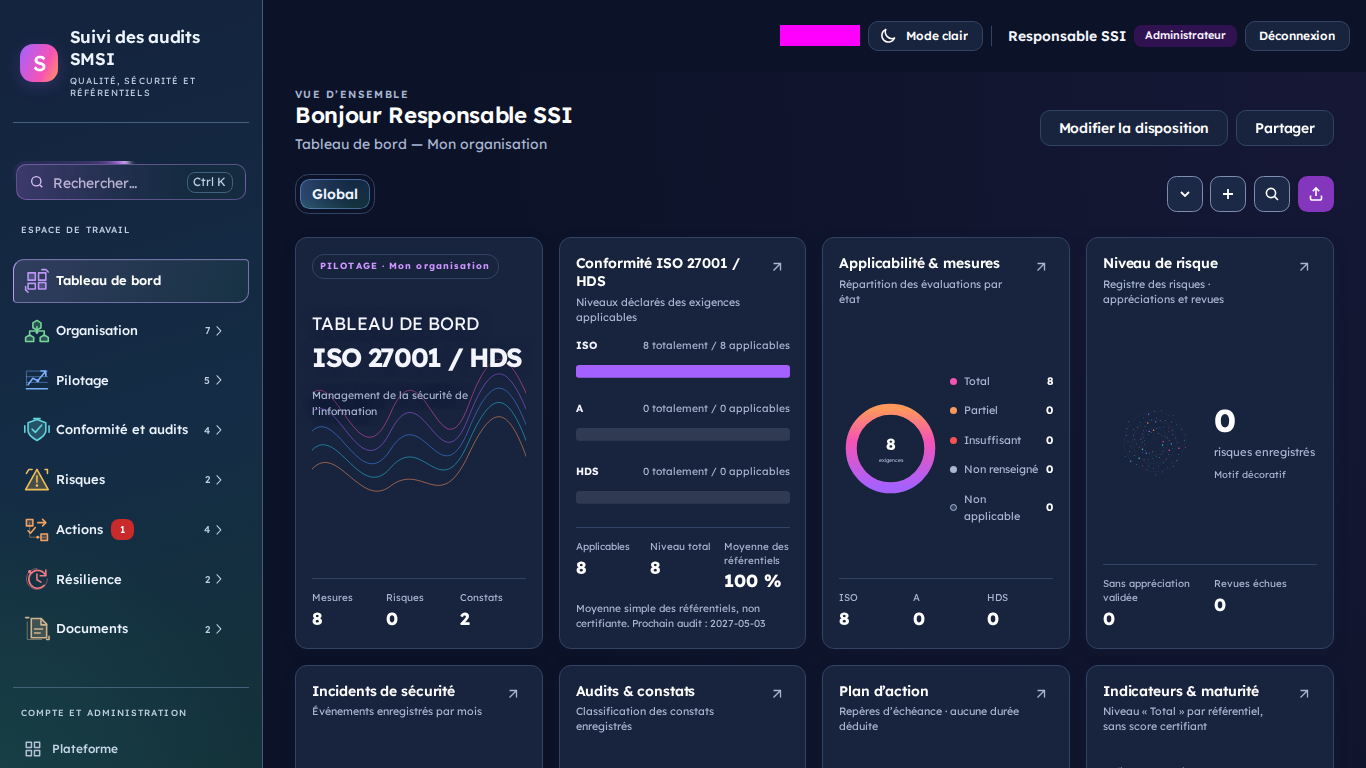 S
Suivi des audits
SMSI
QUALITÉ, SÉCURITÉ ET
RÉFÉRENTIELS
Rechercher...
Ctrl K
ESPACE DE TRAVAIL
Tableau de bord
Organisation
7
Pilotage
5
Conformité et audits
4
Risques
2
Actions
1
4
Résilience
2
Documents
2
COMPTE ET ADMINISTRATION
Plateforme
Mode clair
Responsable SSI
Administrateur
Déconnexion
VUE D'ENSEMBLE
Bonjour Responsable SSI
Tableau de bord — Mon organisation
Modifier la disposition
Partager
Global
PILOTAGE · Mon organisation
TABLEAU DE BORD
ISO 27001 / HDS
Management de la sécurité de
l'information
Mesures
8
Risques
0
Constats
2
Conformité ISO 27001 /
HDS
Niveaux déclarés des exigences
applicables
ISO
8 totalement / 8 applicables
A
0 totalement / 0 applicables
HDS
0 totalement / 0 applicables
Applicables
8
Niveau total
8
Moyenne des
référentiels
100 %
Moyenne simple des référentiels, non
certifiante. Prochain audit : 2027-05-03
Applicabilité & mesures
Répartition des évaluations par
état
8
exigences
Total 8
Partiel 0
Insuffisant 0
Non renseigné 0
Non
applicable 0
ISO
8
A
0
HDS
0
Niveau de risque
Registre des risques ·
appréciations et revues
0
risques enregistrés
Motif décoratif
Sans appréciation
validée
0
Revues échues
0
Incidents de sécurité
Événements enregistrés par mois
Audits & constats
Classification des constats
enregistrés
Plan d'action
Repères d'échéance · aucune durée
déduite
Indicateurs & maturité
Niveau « Total » par référentiel,
sans score certifiant